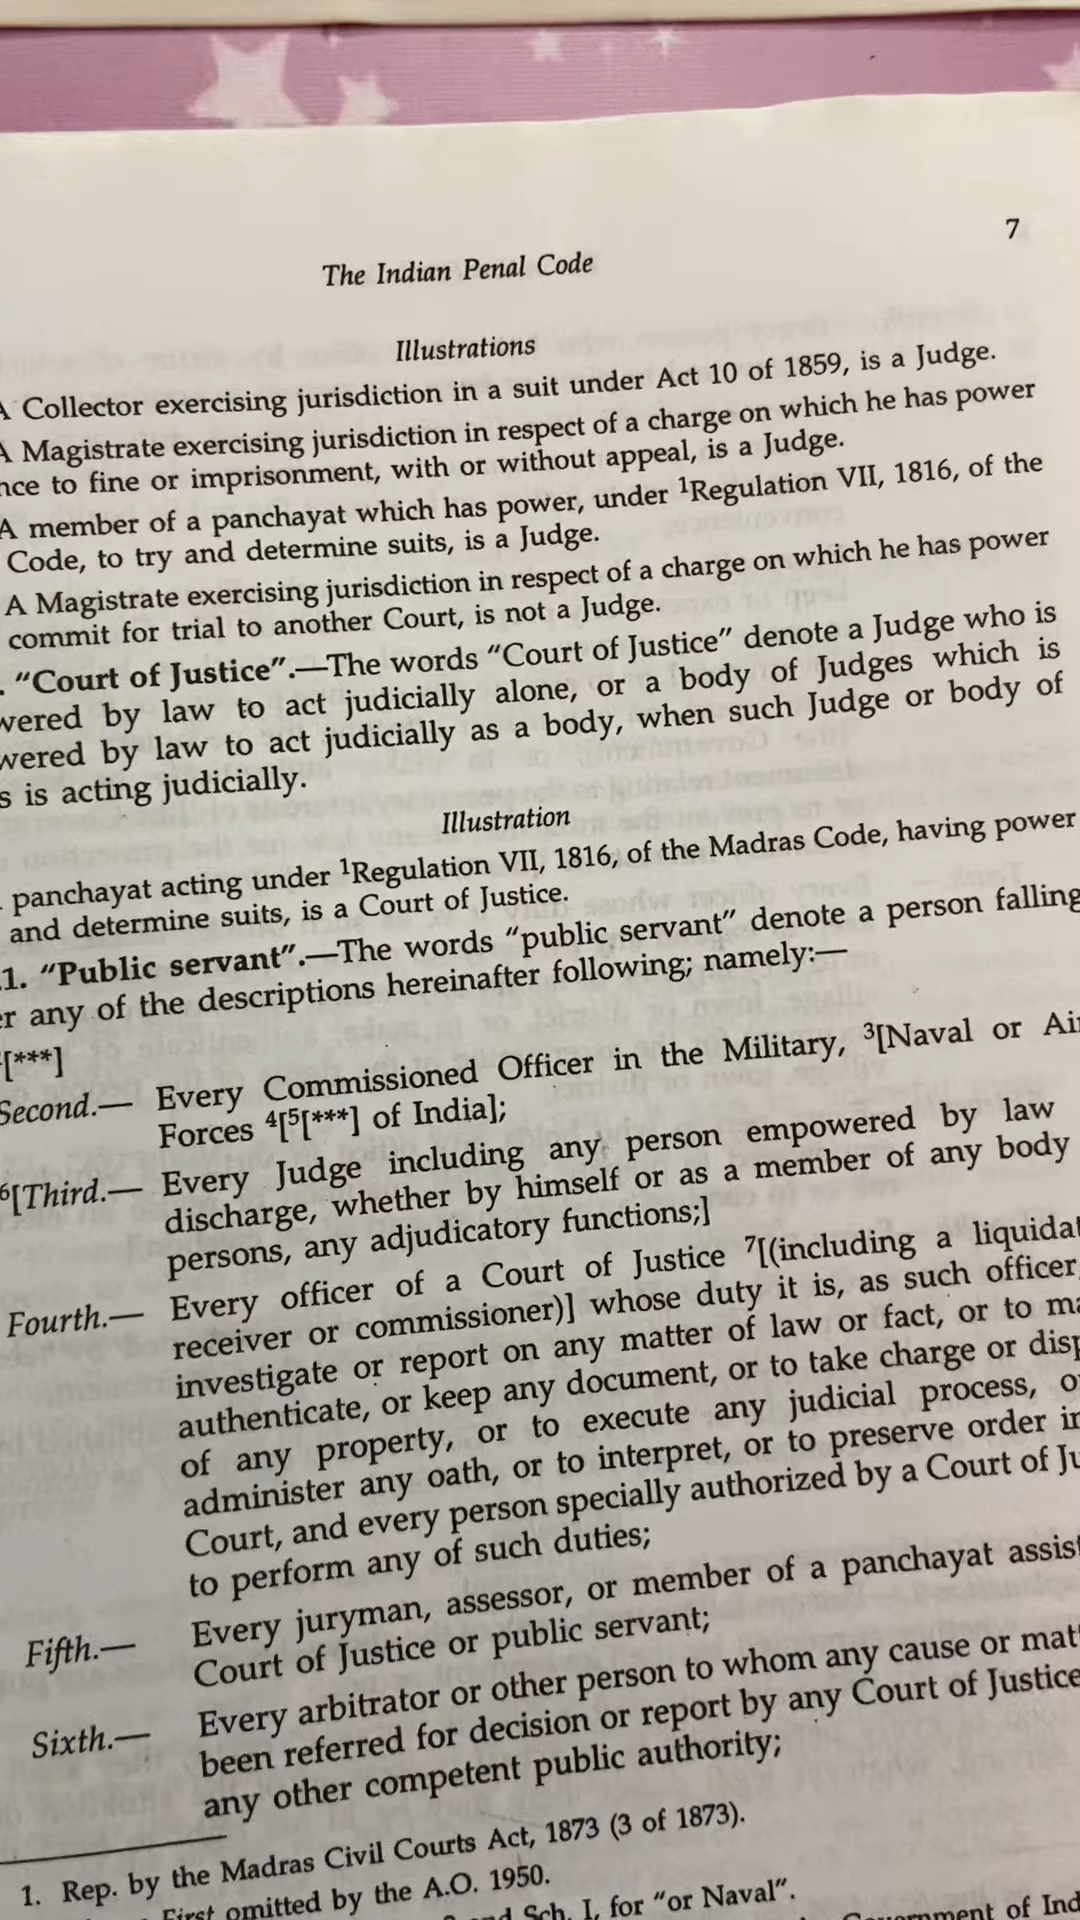 7
The Indian Penal Code
Illustrations
A Collector exercising jurisdiction in a suit under Act 10 of 1859, is a Judge.
A Magistrate exercising jurisdiction in respect of a charge on which he has power
nce to fine or imprisonment, with or without appeal, is a Judge.
A member of a panchayat which has power, under ¹Regulation VII, 1816, of the
Code, to try and determine suits, is a Judge.
A Magistrate exercising jurisdiction in respect of a charge on which he has power
commit for trial to another Court, is not a Judge.
. “Court of Justice”.—The words “Court of Justice” denote a Judge who is
wered by law to act judicially alone, or a body of Judges which is
wered by law to act judicially as a body, when such Judge or body of
s is acting judicially.
Illustration
panchayat acting under ¹Regulation VII, 1816, of the Madras Code, having power
and determine suits, is a Court of Justice.
1. “Public servant”.—The words “public servant” denote a person falling
er any of the descriptions hereinafter following; namely:—
[***]
Second.— Every Commissioned Officer in the Military, ³[Naval or Air
Forces ⁴[⁵[***] of India];
⁶[Third.— Every Judge including any person empowered by law
discharge, whether by himself or as a member of any body
persons, any adjudicatory functions;]
Fourth.— Every officer of a Court of Justice ⁷[(including a liquidat
receiver or commissioner)] whose duty it is, as such officer,
investigate or report on any matter of law or fact, or to ma
authenticate, or keep any document, or to take charge or disp
of any property, or to execute any judicial process, o
administer any oath, or to interpret, or to preserve order in
Court, and every person specially authorized by a Court of Ju
to perform any of such duties;
Fifth.— Every juryman, assessor, or member of a panchayat assist
Court of Justice or public servant;
Sixth.— Every arbitrator or other person to whom any cause or mat
been referred for decision or report by any Court of Justice
any other competent public authority;
1. Rep. by the Madras Civil Courts Act, 1873 (3 of 1873).
First omitted by the A.O. 1950.
Sch. I, for “or Naval”.
of Ind